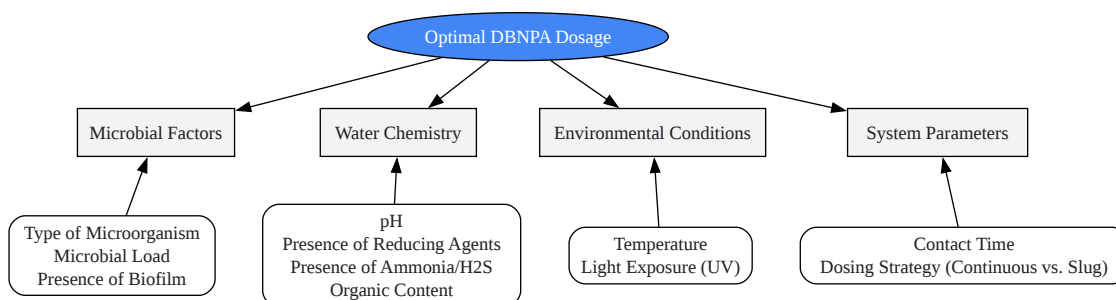 Optimal DBNPA Dosage
Microbial Factors
Water Chemistry
Environmental Conditions
System Parameters
Type of Microorganism
Microbial Load
Presence of Biofilm
pH
Presence of Reducing Agents
Presence of Ammonia/H2S
Organic Content
Temperature
Light Exposure (UV)
Contact Time
Dosing Strategy (Continuous vs. Slug)